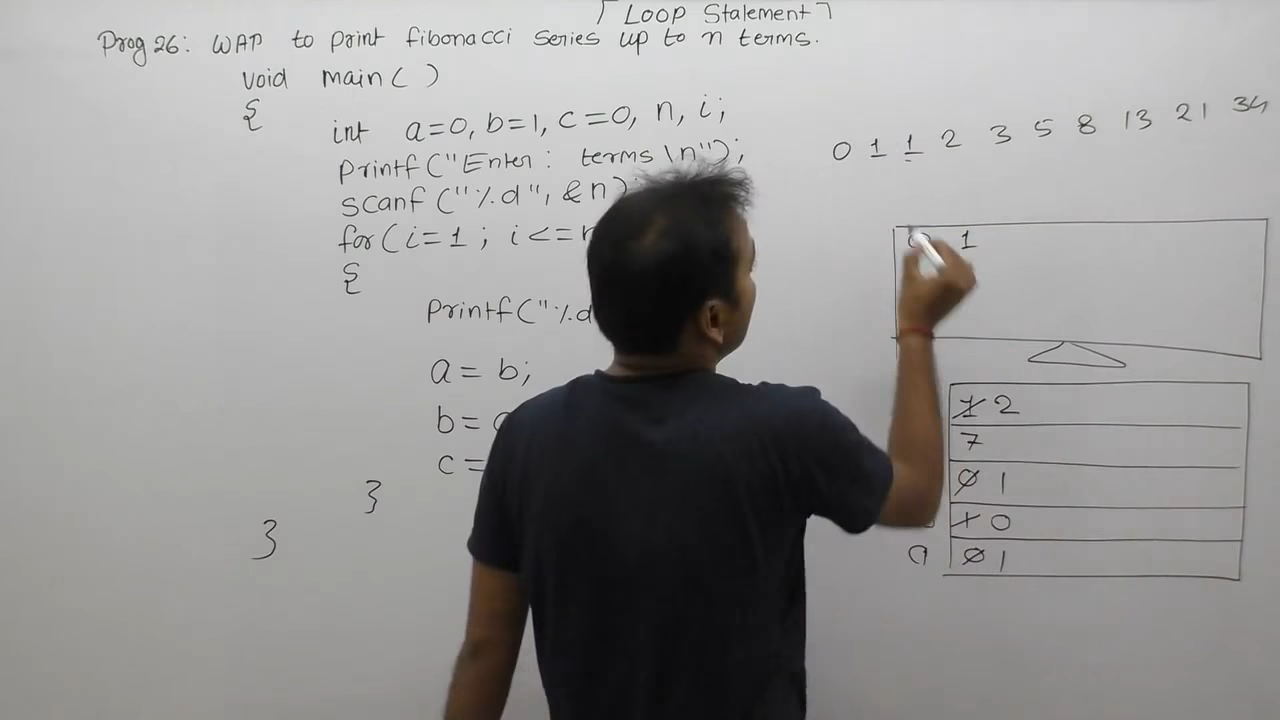 Loop Statement
Prog 26: WAP to print fibonacci series up to n terms.
void main( )
{
int a=0, b=1, c=0, n, i;
Printf("Enter: terms\n");
scanf("%d", &n);
for(i=1; i<=
{
printf("%d
a = b;
b =
c =
}
}
0 1 1 2 3 5 8 13 21 34
1
1 2
7
0 1
1 0
a 0 1